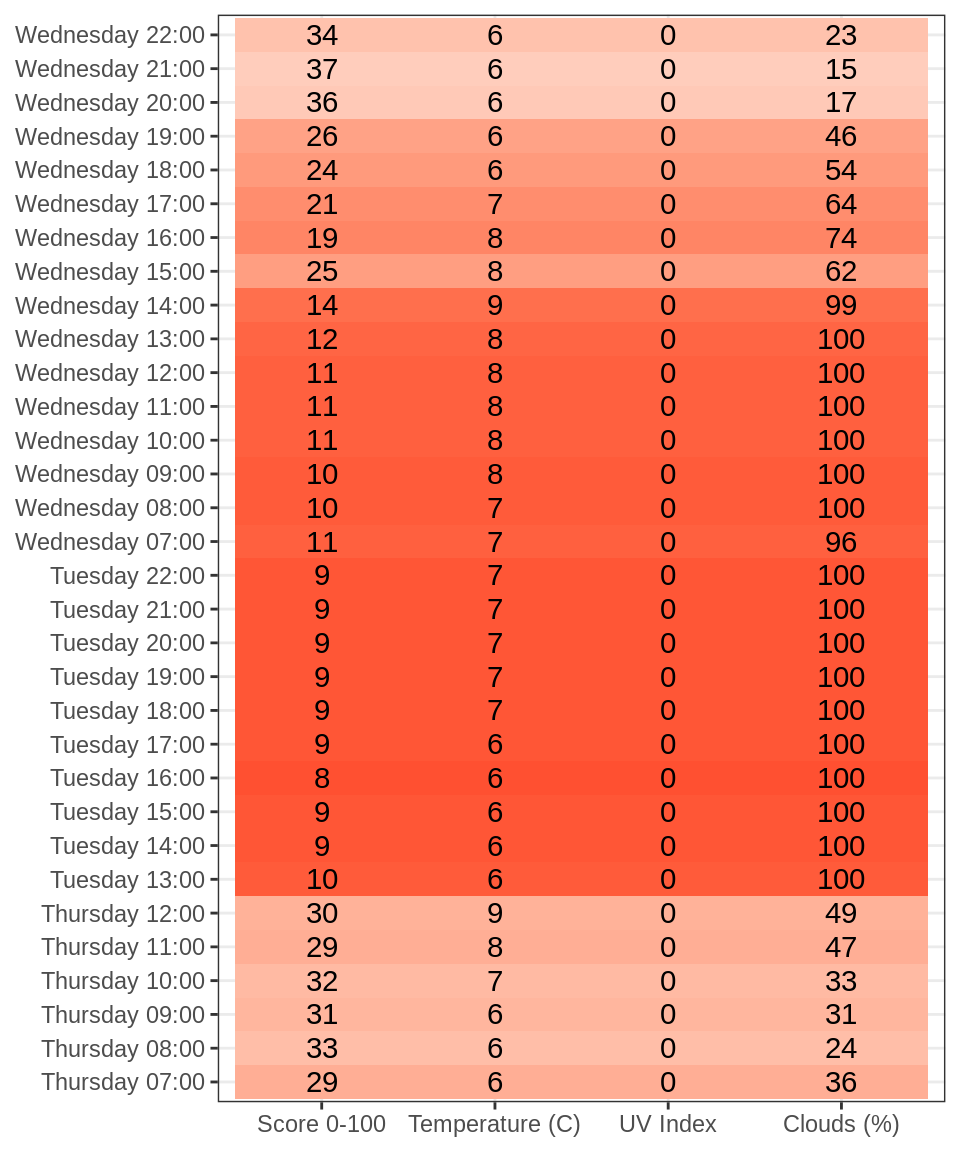 Wednesday 22:00 34 6 0 23
Wednesday 21:00 37 6 0 15
Wednesday 20:00 36 6 0 17
Wednesday 19:00 26 6 0 46
Wednesday 18:00 24 6 0 54
Wednesday 17:00 21 7 0 64
Wednesday 16:00 19 8 0 74
Wednesday 15:00 25 8 0 62
Wednesday 14:00 14 9 0 99
Wednesday 13:00 12 8 0 100
Wednesday 12:00 11 8 0 100
Wednesday 11:00 11 8 0 100
Wednesday 10:00 11 8 0 100
Wednesday 09:00 10 8 0 100
Wednesday 08:00 10 7 0 100
Wednesday 07:00 11 7 0 96
Tuesday 22:00 9 7 0 100
Tuesday 21:00 9 7 0 100
Tuesday 20:00 9 7 0 100
Tuesday 19:00 9 7 0 100
Tuesday 18:00 9 7 0 100
Tuesday 17:00 9 6 0 100
Tuesday 16:00 8 6 0 100
Tuesday 15:00 9 6 0 100
Tuesday 14:00 9 6 0 100
Tuesday 13:00 10 6 0 100
Thursday 12:00 30 9 0 49
Thursday 11:00 29 8 0 47
Thursday 10:00 32 7 0 33
Thursday 09:00 31 6 0 31
Thursday 08:00 33 6 0 24
Thursday 07:00 29 6 0 36
Score 0-100 Temperature (C) UV Index Clouds (%)